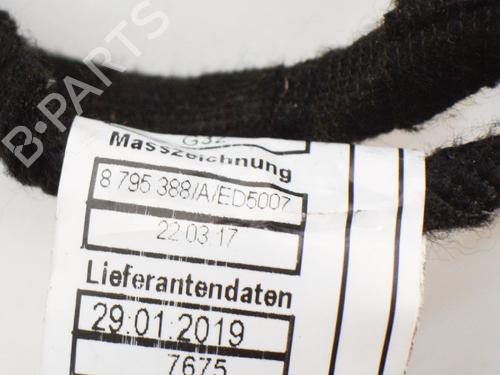 B-PARTS
G32
Masszeichnung
8 795 388/A/ED5007
22.03.17
Lieferantendaten
29.01.2019
7675